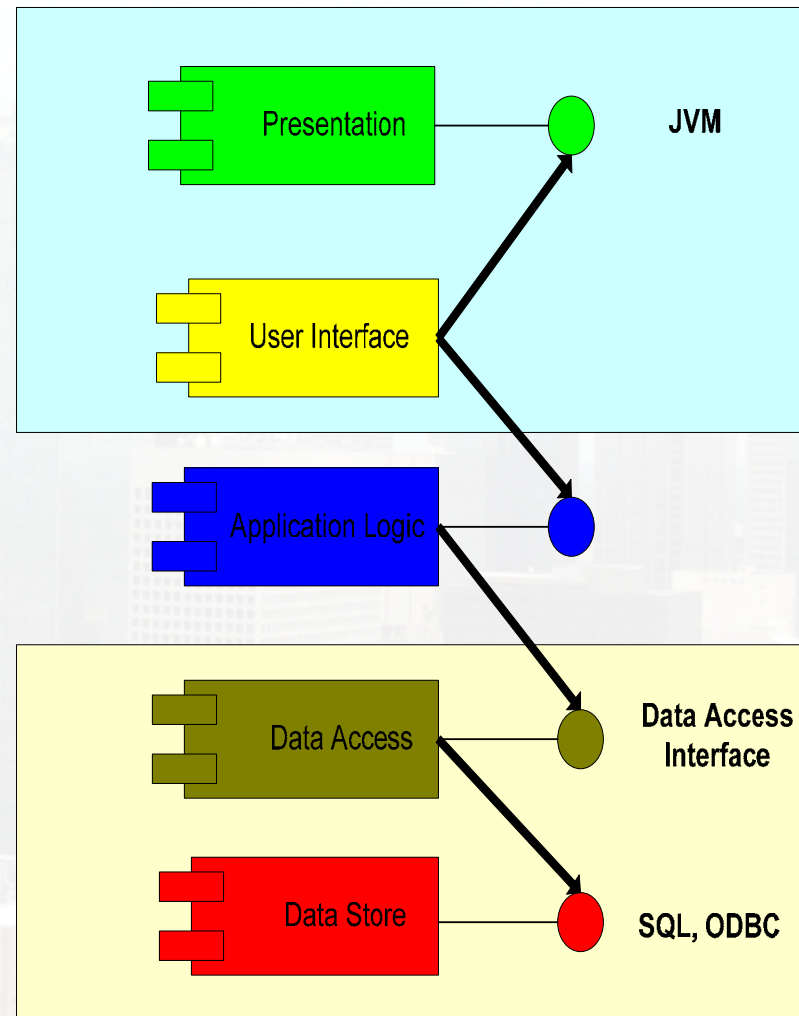 Presentation
JVM
User Interface
Application Logic
Data Access
Data Access
Interface
Data Store
SQL, ODBC